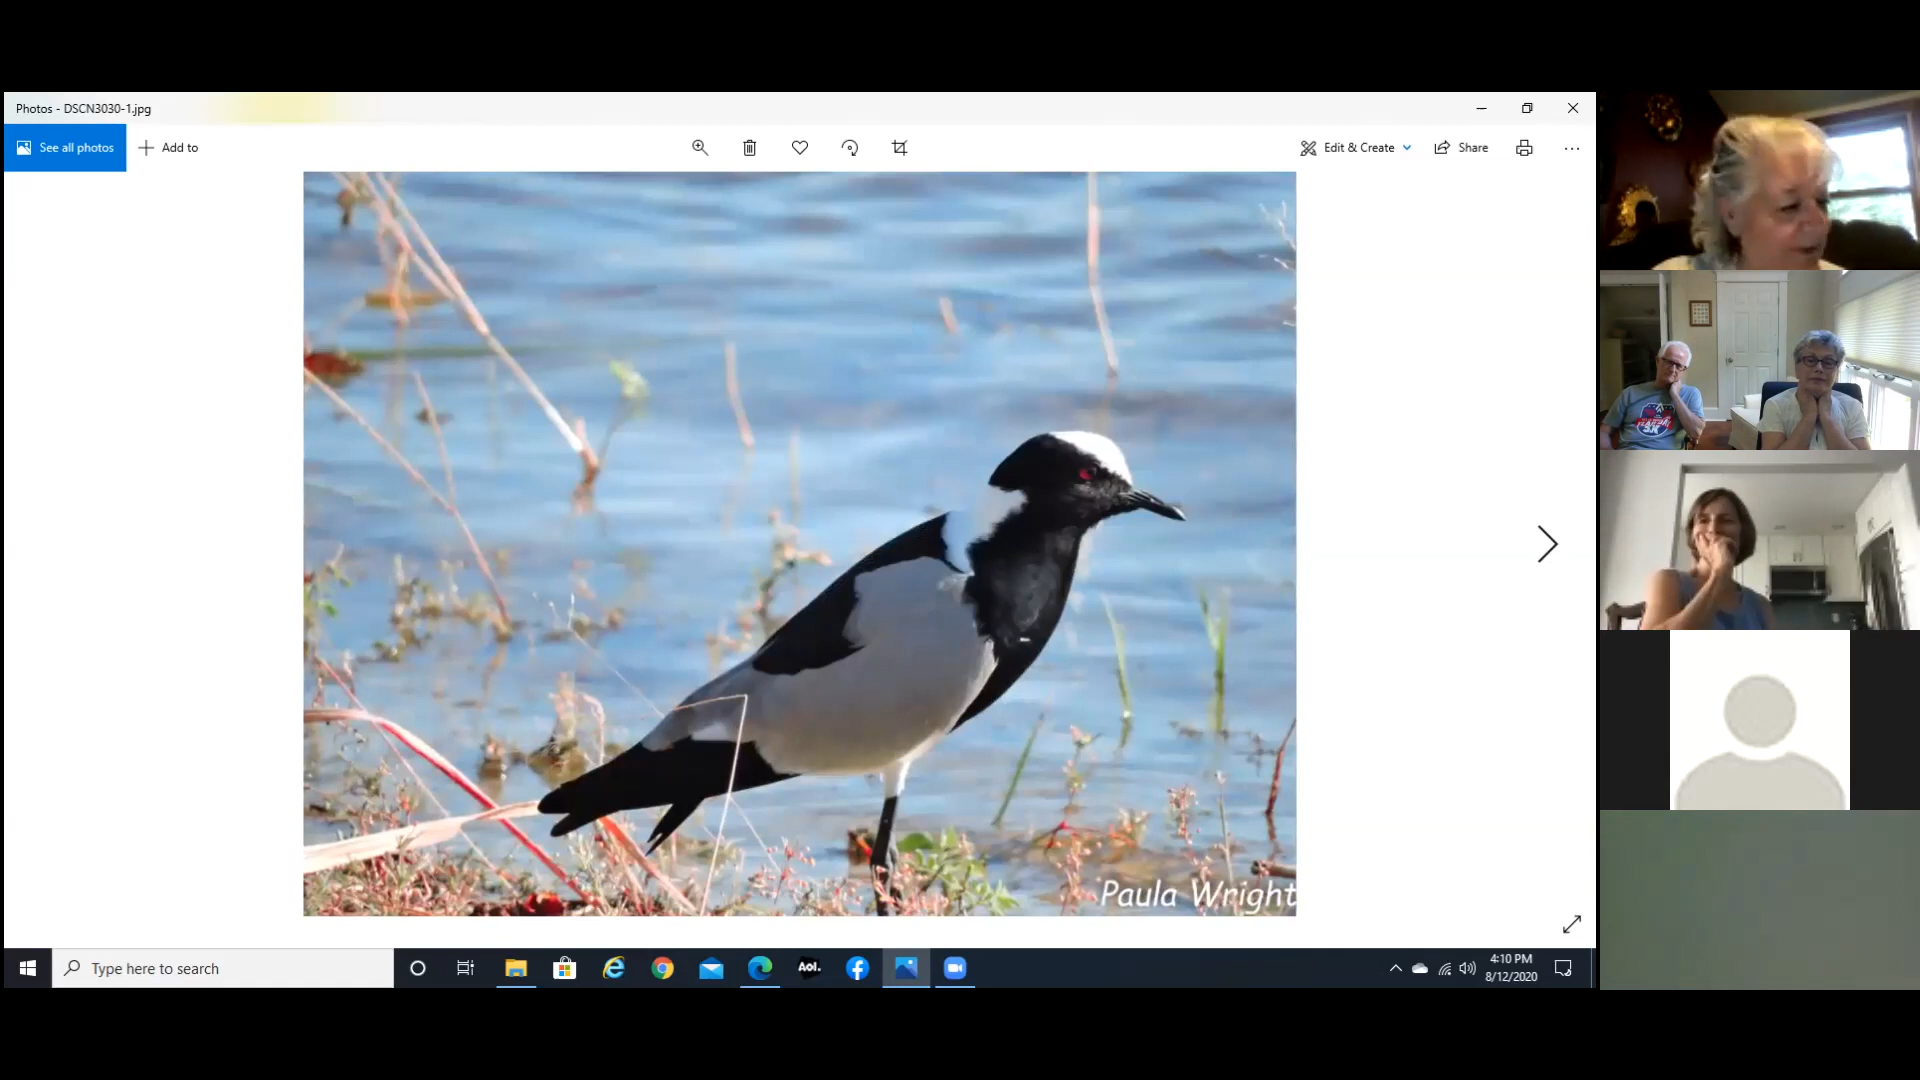 Photos - DSCN3030-1.jpg
See all photos
Add to
Edit & Create
Share
Paula Wright
Type here to search
Aol.
4:10 PM
8/12/2020